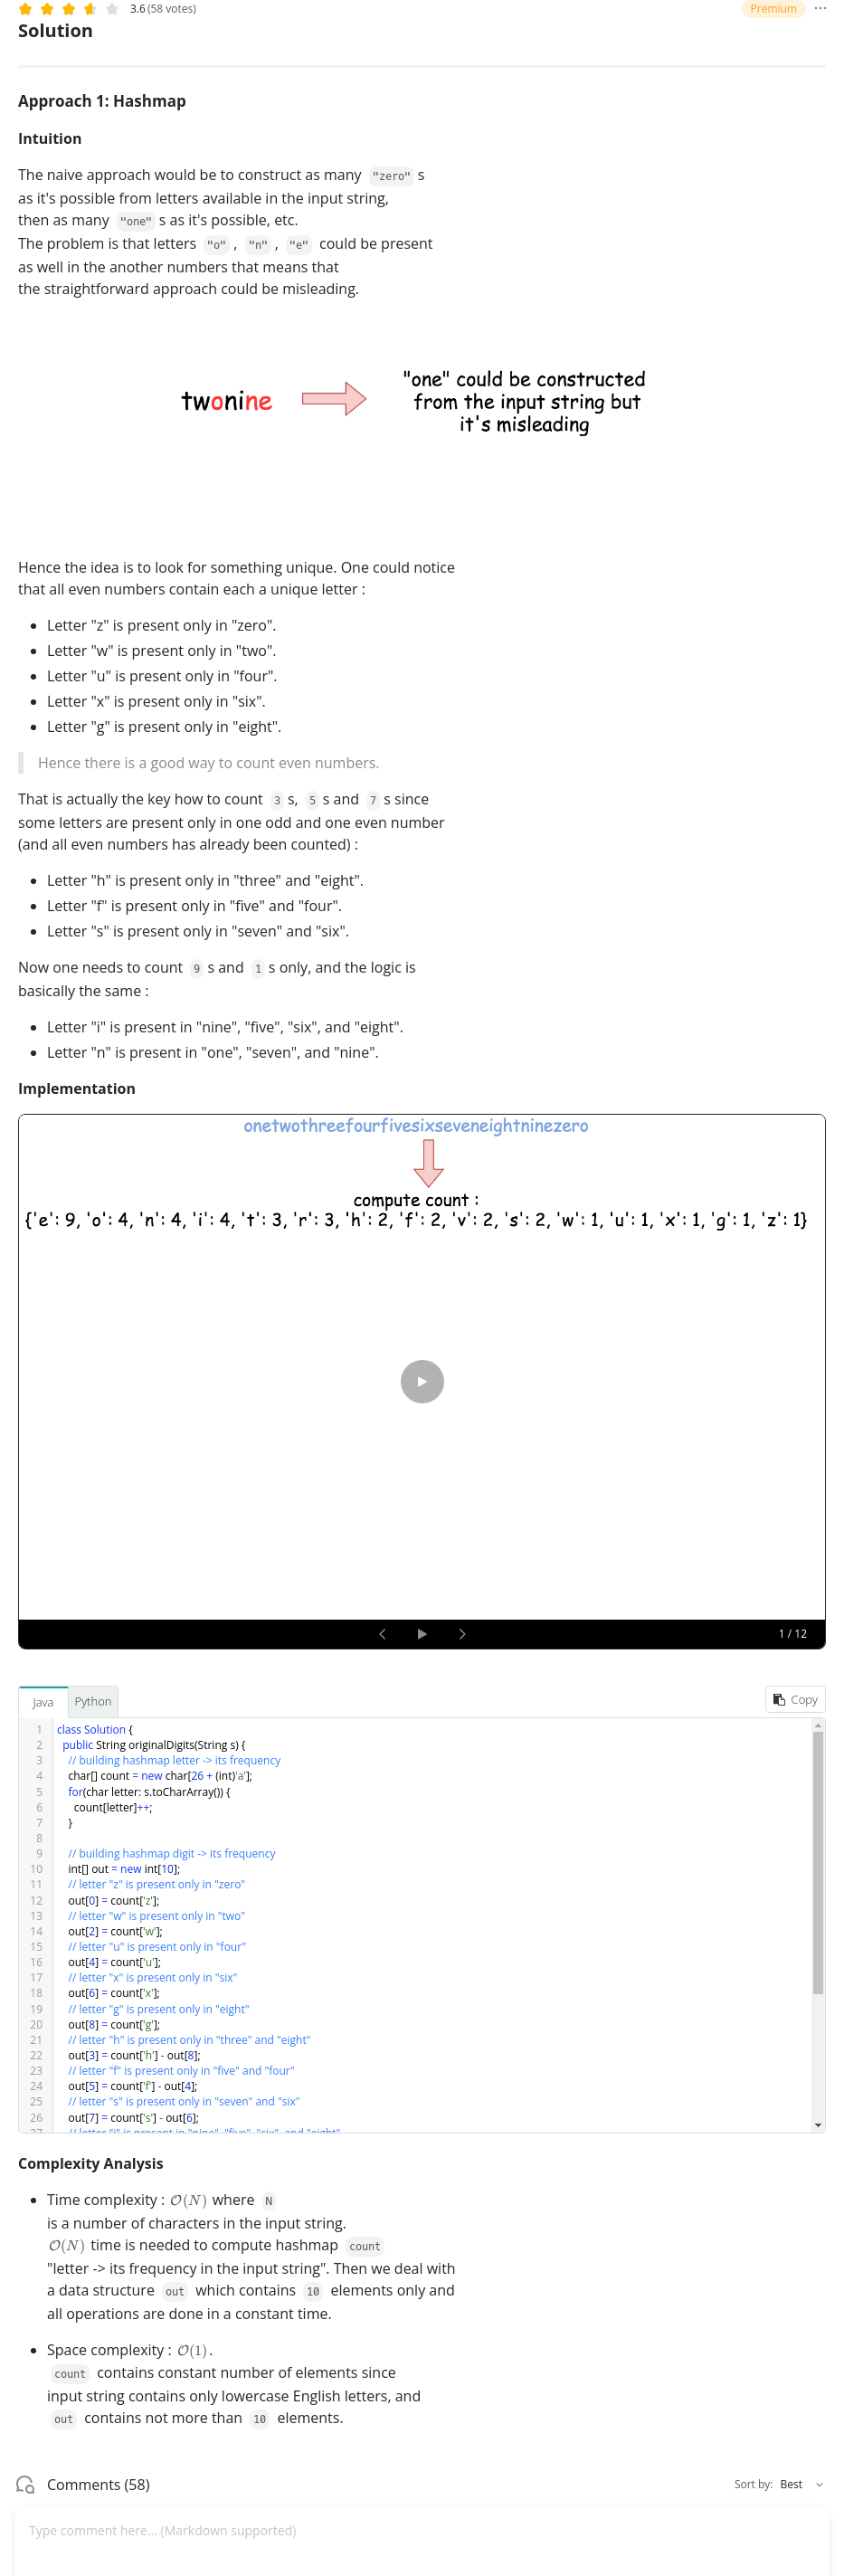 3.6 (58 votes)
Premium
Solution
Approach 1: Hashmap
Intuition
The naive approach would be to construct as many "zero" s
as it's possible from letters available in the input string,
then as many "one" s as it's possible, etc.
The problem is that letters "o" , "n" , "e" could be present
as well in the another numbers that means that
the straightforward approach could be misleading.
twonine
"one" could be constructed
from the input string but
it's misleading
Hence the idea is to look for something unique. One could notice
that all even numbers contain each a unique letter :
• Letter "z" is present only in "zero".
• Letter "w" is present only in "two".
• Letter "u" is present only in "four".
• Letter "x" is present only in "six".
• Letter "g" is present only in "eight".
Hence there is a good way to count even numbers.
That is actually the key how to count 3 s, 5 s and 7 s since
some letters are present only in one odd and one even number
(and all even numbers has already been counted) :
• Letter "h" is present only in "three" and "eight".
• Letter "f" is present only in "five" and "four".
• Letter "s" is present only in "seven" and "six".
Now one needs to count 9 s and 1 s only, and the logic is
basically the same :
• Letter "i" is present in "nine", "five", "six", and "eight".
• Letter "n" is present in "one", "seven", and "nine".
Implementation
onetwothreefourfivesixseveneightninezero
compute count :
{'e': 9, 'o': 4, 'n': 4, 'i': 4, 't': 3, 'r': 3, 'h': 2, 'f': 2, 'v': 2, 's': 2, 'w': 1, 'u': 1, 'x': 1, 'g': 1, 'z': 1}
1 / 12
Java Python Copy
1 class Solution {
2 public String originalDigits(String s) {
3 // building hashmap letter -> its frequency
4 char[] count = new char[26 + (int)'a'];
5 for(char letter: s.toCharArray()) {
6 count[letter]++;
7 }
8
9 // building hashmap digit -> its frequency
10 int[] out = new int[10];
11 // letter "z" is present only in "zero"
12 out[0] = count['z'];
13 // letter "w" is present only in "two"
14 out[2] = count['w'];
15 // letter "u" is present only in "four"
16 out[4] = count['u'];
17 // letter "x" is present only in "six"
18 out[6] = count['x'];
19 // letter "g" is present only in "eight"
20 out[8] = count['g'];
21 // letter "h" is present only in "three" and "eight"
22 out[3] = count['h'] - out[8];
23 // letter "f" is present only in "five" and "four"
24 out[5] = count['f'] - out[4];
25 // letter "s" is present only in "seven" and "six"
26 out[7] = count['s'] - out[6];
27 // letter "i" is present in "nine", "five", "six", and "eight"
Complexity Analysis
• Time complexity : O(N) where N
is a number of characters in the input string.
O(N) time is needed to compute hashmap count
"letter -> its frequency in the input string". Then we deal with
a data structure out which contains 10 elements only and
all operations are done in a constant time.
• Space complexity : O(1).
count contains constant number of elements since
input string contains only lowercase English letters, and
out contains not more than 10 elements.
Comments (58)
Sort by: Best
Type comment here... (Markdown supported)